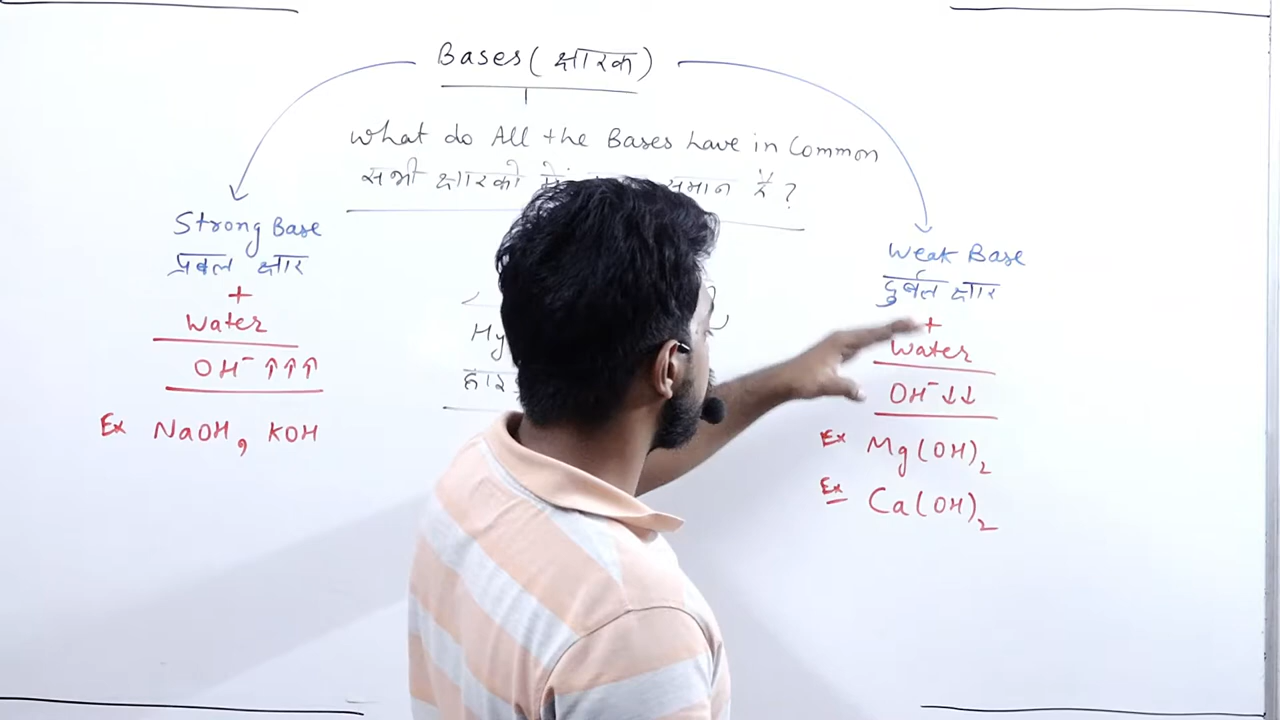 Bases (क्षारक)
What do All the Bases have in Common
सभी क्षारको में समान है ?
Strong Base
प्रबल क्षार
+
Water
OH⁻ ↑↑↑
Ex NaOH, KOH
Hy
हा
Weak Base
दुर्बल क्षार
+
Water
OH⁻ ↓↓
Ex Mg(OH)₂
Ex Ca(OH)₂